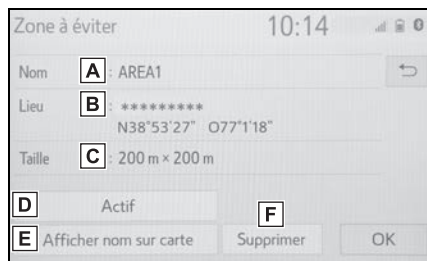 Zone à éviter 10:14
Nom A : AREA1
Lieu B : *********
N38°53'27" O77°1'18"
Taille C : 200 m × 200 m
D Actif F
E Afficher nom sur carte Supprimer OK